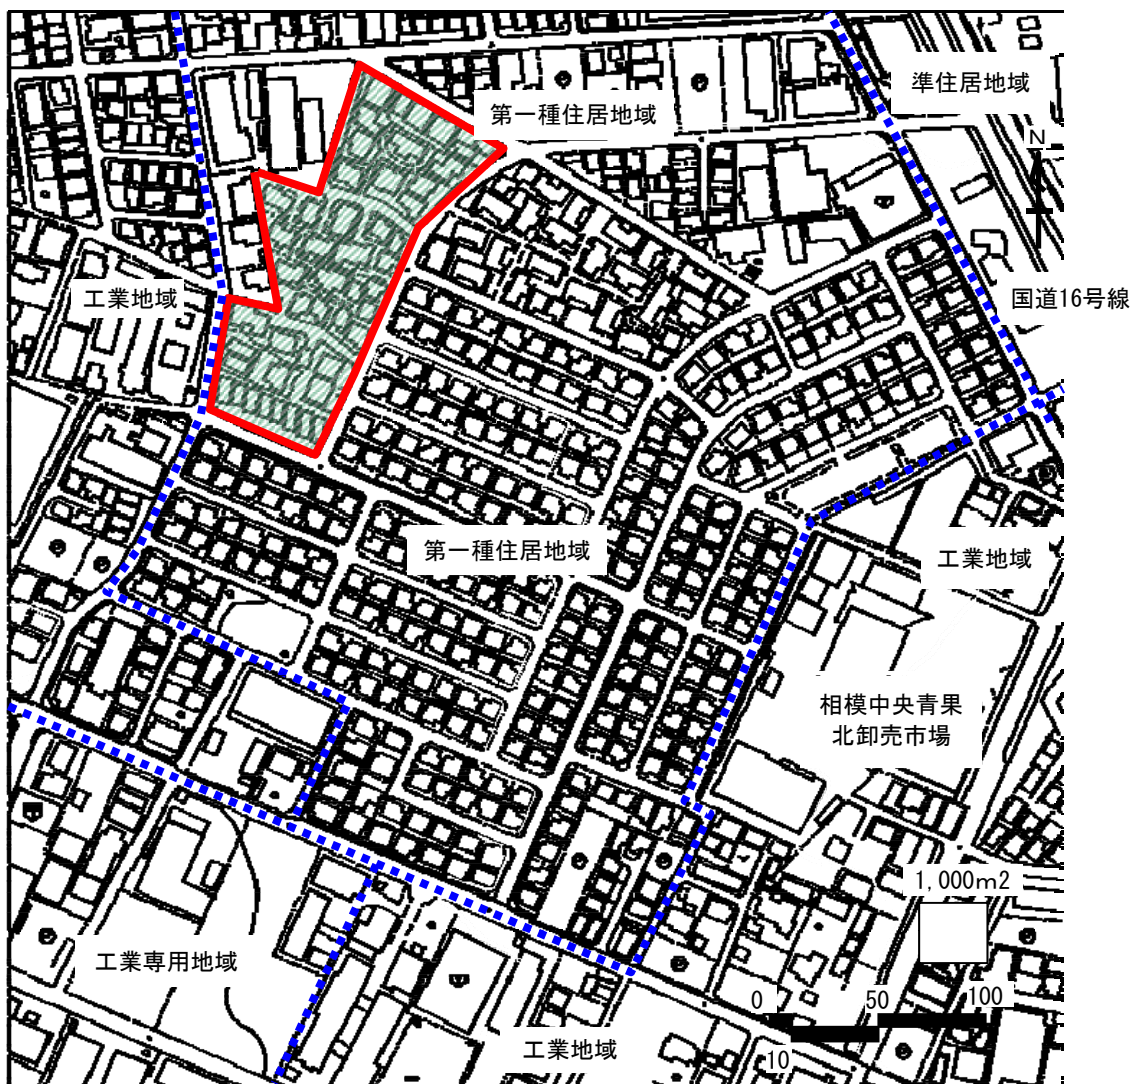 準住居地域
第一種住居地域
N
工業地域
国道16号線
第一種住居地域
工業地域
相模中央青果
北卸売市場
1,000m2
工業専用地域
0 50 100
工業地域
10